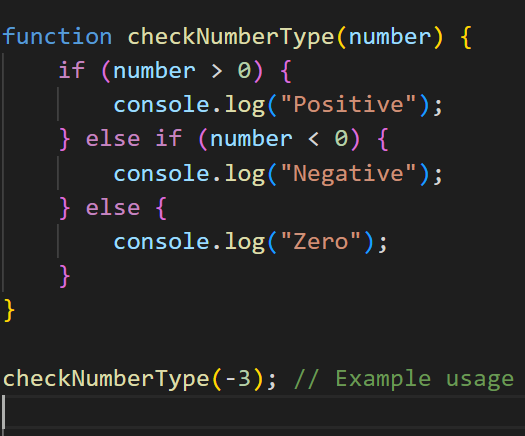 function checkNumberType(number) {
    if (number > 0) {
        console.log("Positive");
    } else if (number < 0) {
        console.log("Negative");
    } else {
        console.log("Zero");
    }
}

checkNumberType(-3); // Example usage